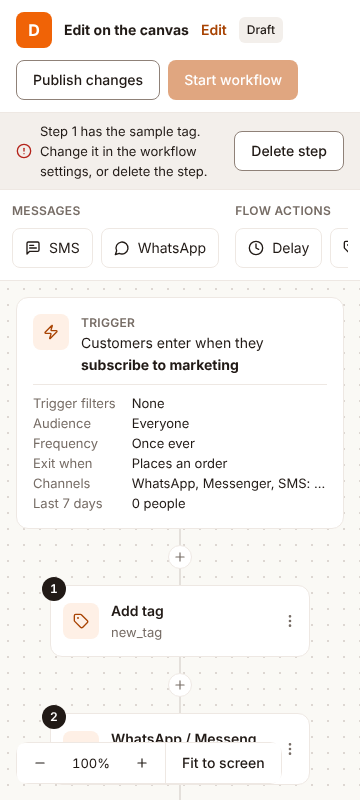 D
Edit on the canvas
Edit
Draft
Publish changes
Start workflow
Step 1 has the sample tag.
Change it in the workflow
settings, or delete the step.
Delete step
MESSAGES
FLOW ACTIONS
SMS
WhatsApp
Delay
TRIGGER
Customers enter when they
subscribe to marketing
Trigger filters None
Audience Everyone
Frequency Once ever
Exit when Places an order
Channels WhatsApp, Messenger, SMS: ...
Last 7 days 0 people
1
Add tag
new_tag
2
WhatsApp / Messeng
100%
Fit to screen